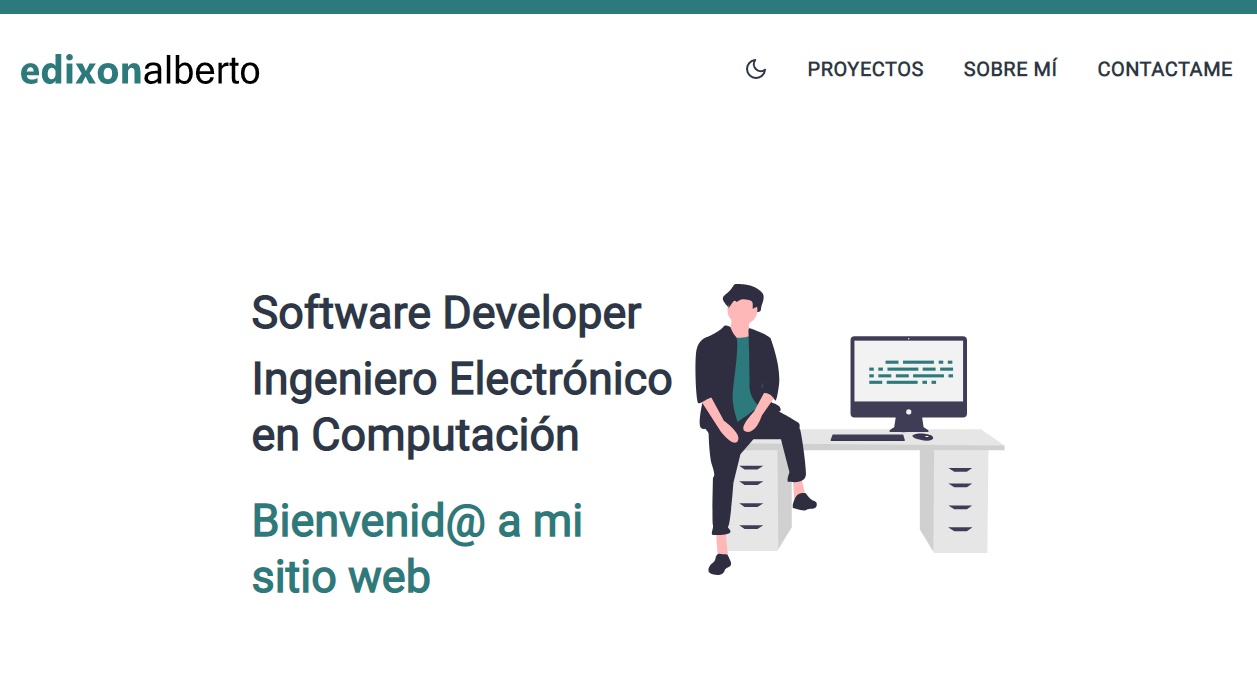 edixonalberto
PROYECTOS SOBRE MÍ CONTACTAME
Software Developer
Ingeniero Electrónico
en Computación
Bienvenid@ a mi
sitio web